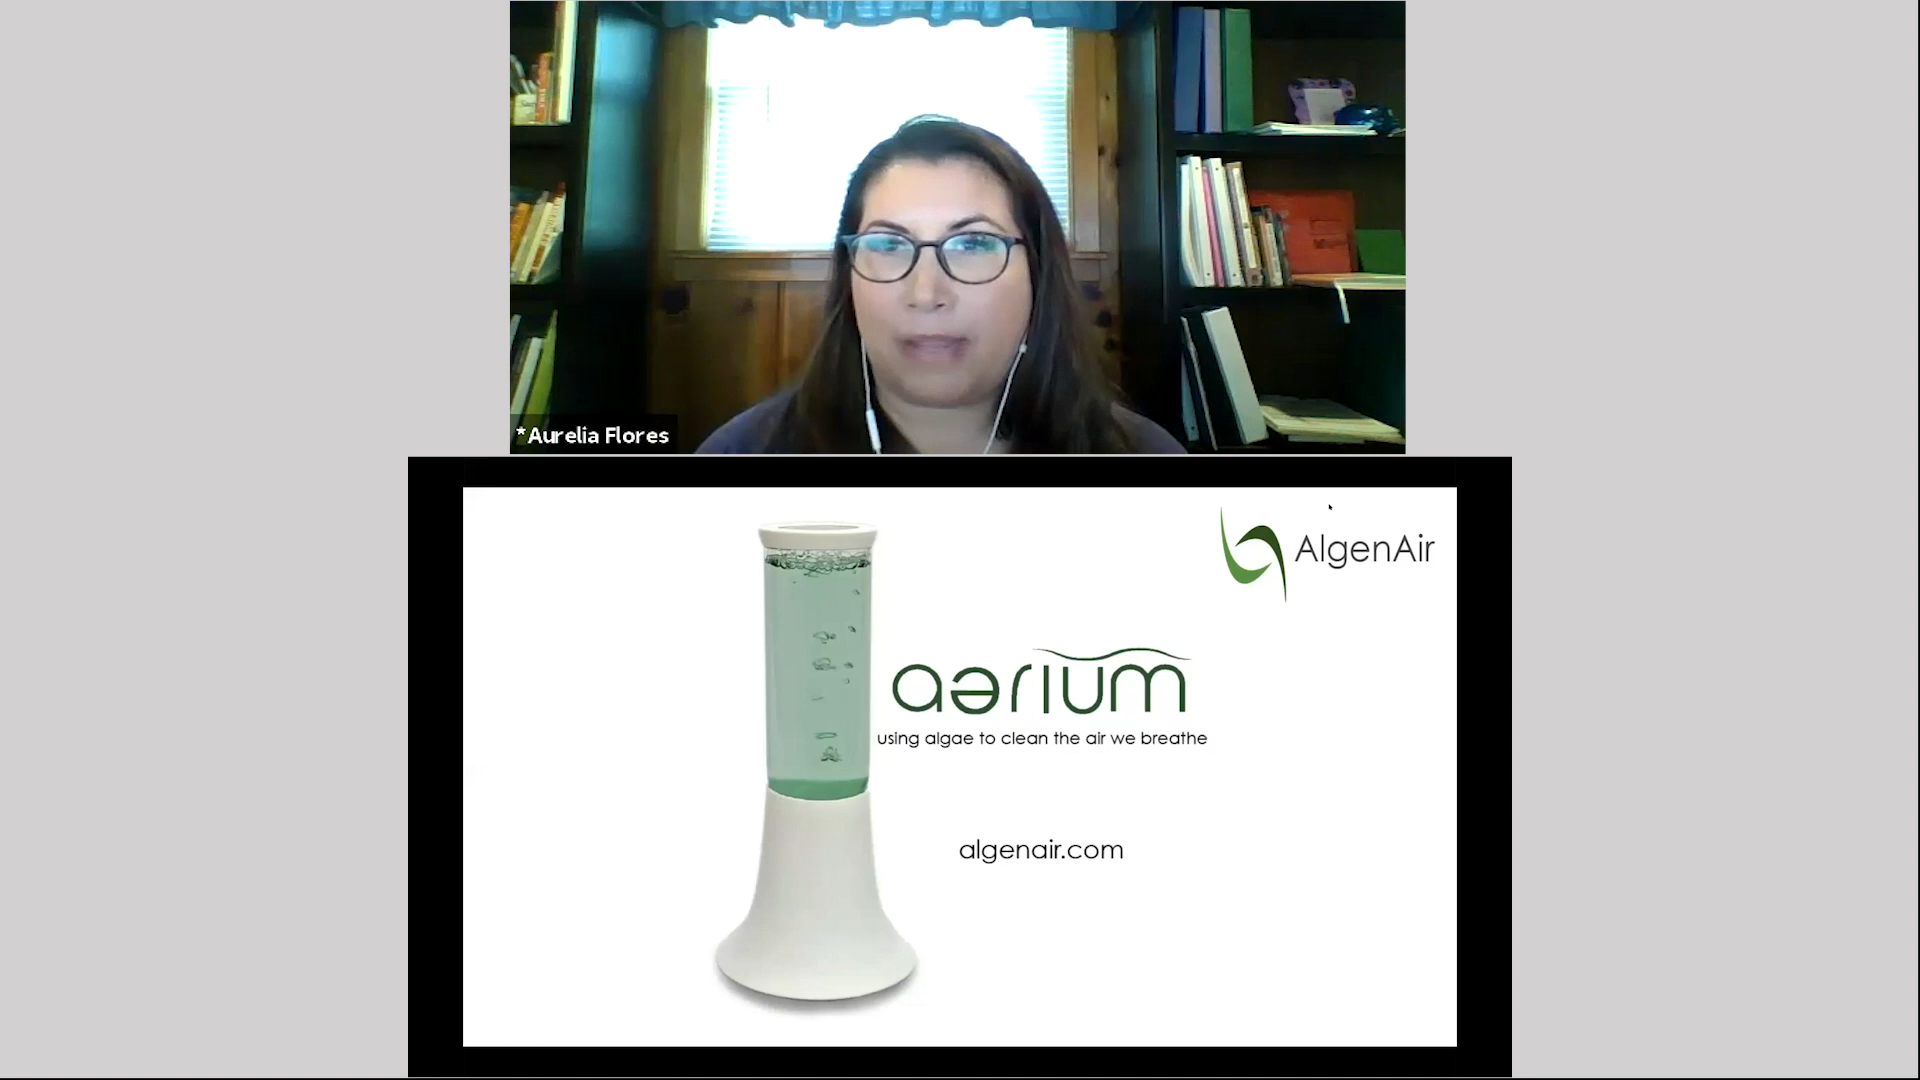 *Aurelia Flores
AlgenAir
aerium
using algae to clean the air we breathe
algenair.com